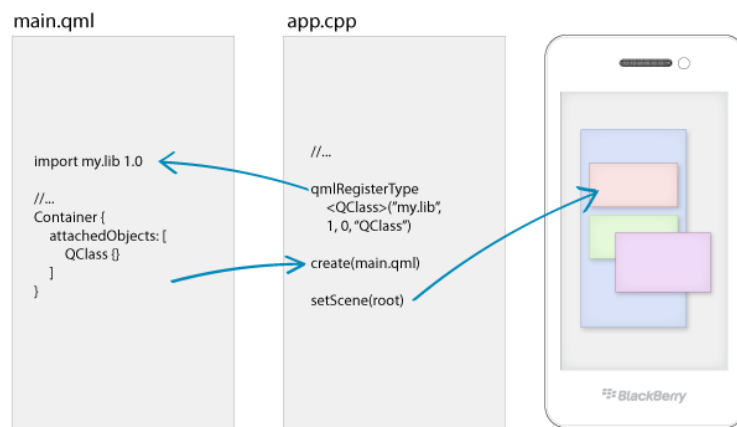 main.qml
import my.lib 1.0
//...
Container {
attachedObjects: [
QClass {}
]
}
app.cpp
//...
qmlRegisterType
<QClass>("my.lib",
1, 0, "QClass")
create(main.qml)
setScene(root)
BlackBerry